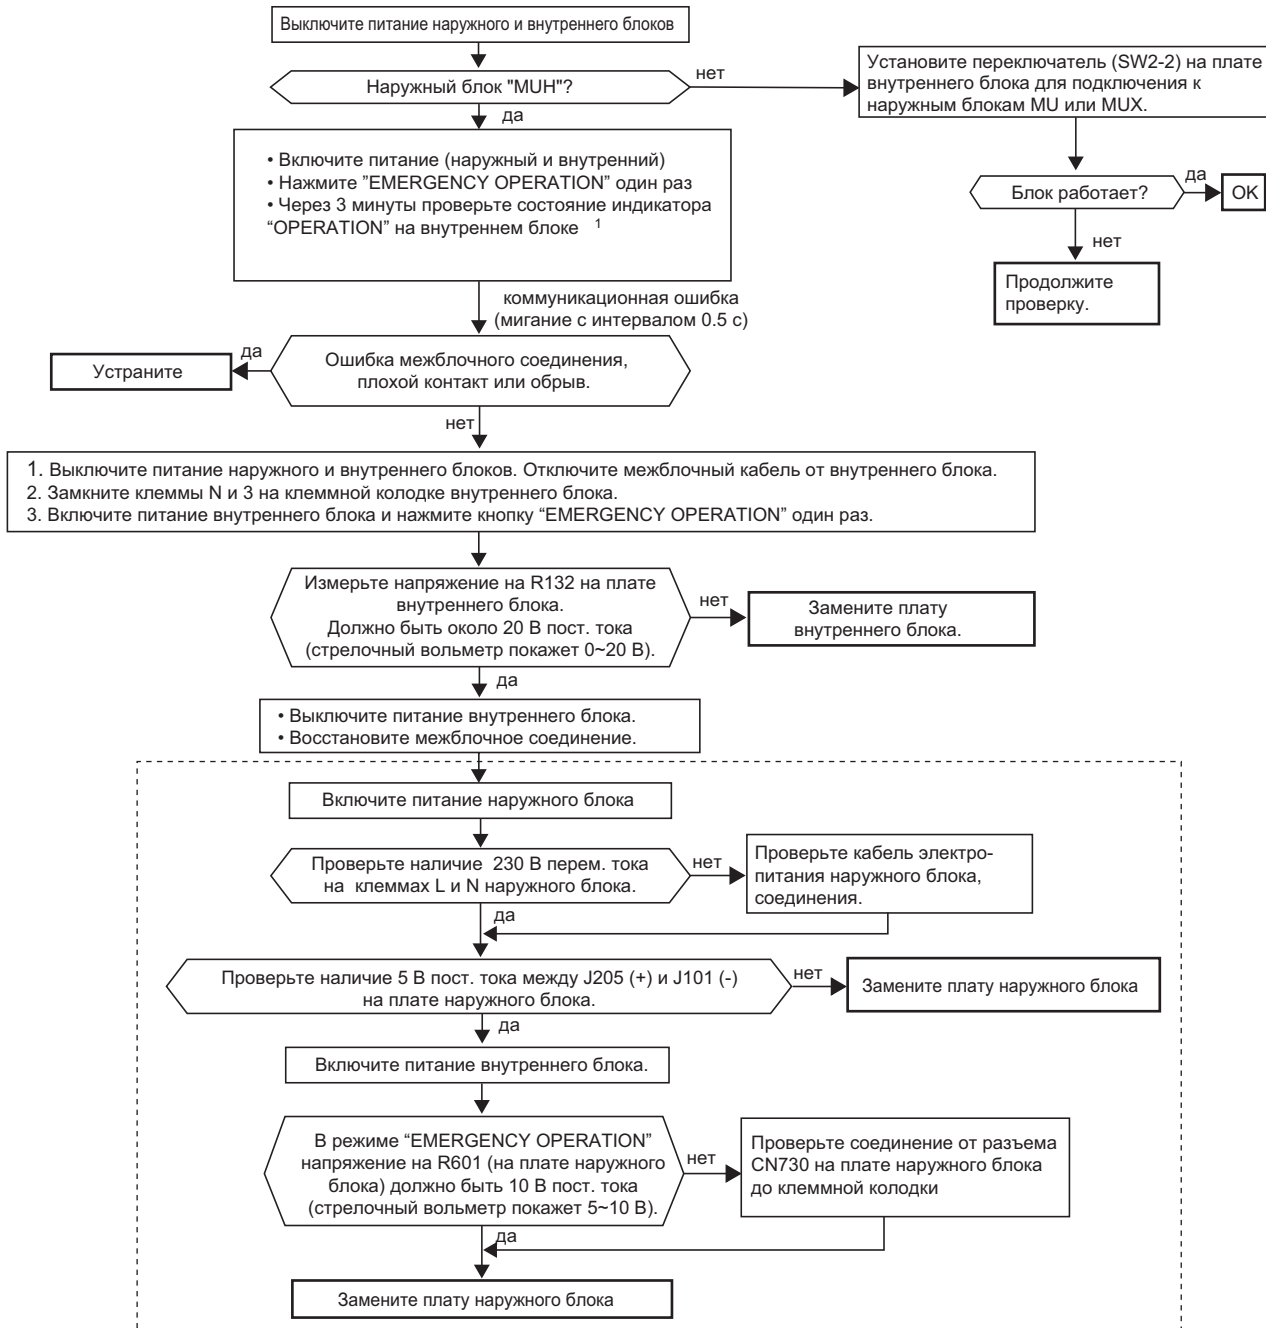 Выключите питание наружного и внутреннего блоков
Наружный блок "MUH"?
нет
Установите переключатель (SW2-2) на плате
внутреннего блока для подключения к
наружным блокам MU или MUX.
да
• Включите питание (наружный и внутренний)
• Нажмите ”EMERGENCY OPERATION” один раз
• Через 3 минуты проверьте состояние индикатора
“OPERATION” на внутреннем блоке 1
Блок работает?
да
OK
нет
Продолжите
проверку.
коммуникационная ошибка
(мигание с интервалом 0.5 с)
Ошибка межблочного соединения,
плохой контакт или обрыв.
да
Устраните
нет
1. Выключите питание наружного и внутреннего блоков. Отключите межблочный кабель от внутреннего блока.
2. Замкните клеммы N и 3 на клеммной колодке внутреннего блока.
3. Включите питание внутреннего блока и нажмите кнопку “EMERGENCY OPERATION” один раз.
Измерьте напряжение на R132 на плате
внутреннего блока.
Должно быть около 20 В пост. тока
(стрелочный вольметр покажет 0~20 В).
нет
Замените плату
внутреннего блока.
да
• Выключите питание внутреннего блока.
• Восстановите межблочное соединение.
Включите питание наружного блока
Проверьте наличие 230 В перем. тока
на клеммах L и N наружного блока.
нет
Проверьте кабель электро-
питания наружного блока,
соединения.
да
Проверьте наличие 5 В пост. тока между J205 (+) и J101 (-)
на плате наружного блока.
нет
Замените плату наружного блока
да
Включите питание внутреннего блока.
В режиме “EMERGENCY OPERATION”
напряжение на R601 (на плате наружного
блока) должно быть 10 В пост. тока
(стрелочный вольметр покажет 5~10 В).
нет
Проверьте соединение от разъема
CN730 на плате наружного блока
до клеммной колодки
да
Замените плату наружного блока